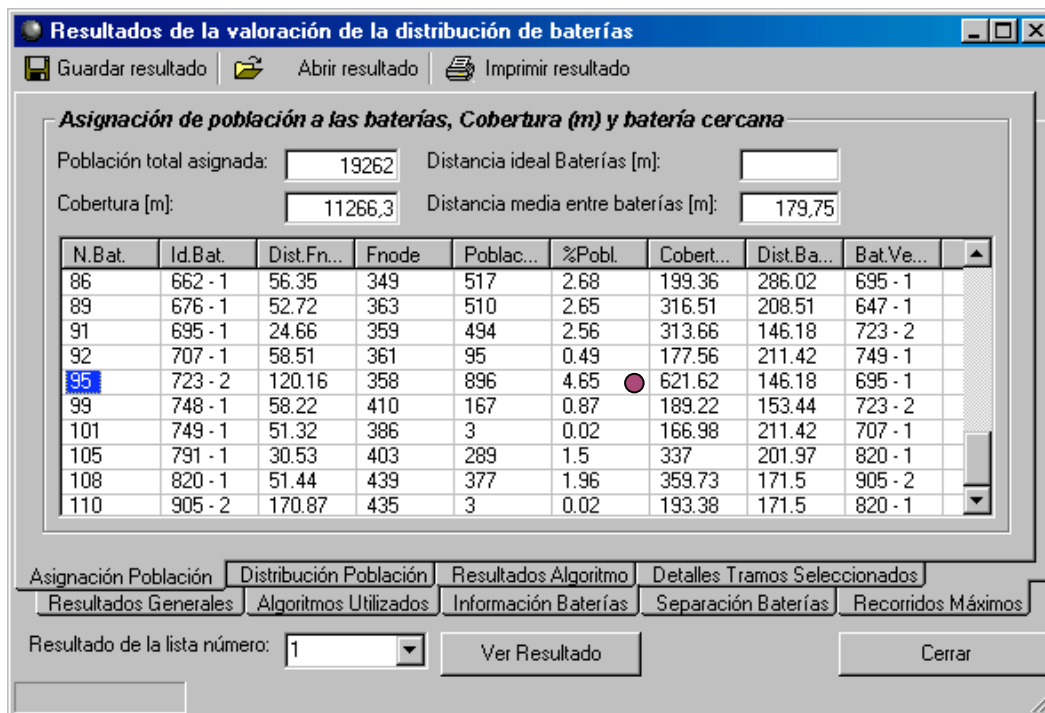 Resultados de la valoración de la distribución de baterías
Guardar resultado Abrir resultado Imprimir resultado
Asignación de población a las baterías, Cobertura (m) y batería cercana
Población total asignada: 19262 Distancia ideal Baterías [m]:
Cobertura [m]: 11266,3 Distancia media entre baterías [m]: 179,75
N.Bat. Id.Bat. Dist.Fn... Fnode Poblac... %Pobl. Cobert... Dist.Ba... Bat.Ve...
86 662 - 1 56.35 349 517 2.68 199.36 286.02 695 - 1
89 676 - 1 52.72 363 510 2.65 316.51 208.51 647 - 1
91 695 - 1 24.66 359 494 2.56 313.66 146.18 723 - 2
92 707 - 1 58.51 361 95 0.49 177.56 211.42 749 - 1
95 723 - 2 120.16 358 896 4.65 621.62 146.18 695 - 1
99 748 - 1 58.22 410 167 0.87 189.22 153.44 723 - 2
101 749 - 1 51.32 386 3 0.02 166.98 211.42 707 - 1
105 791 - 1 30.53 403 289 1.5 337 201.97 820 - 1
108 820 - 1 51.44 439 377 1.96 359.73 171.5 905 - 2
110 905 - 2 170.87 435 3 0.02 193.38 171.5 820 - 1
Asignación Población Distribución Población Resultados Algoritmo Detalles Tramos Seleccionados
Resultados Generales Algoritmos Utilizados Información Baterías Separación Baterías Recorridos Máximos
Resultado de la lista número: 1 Ver Resultado Cerrar